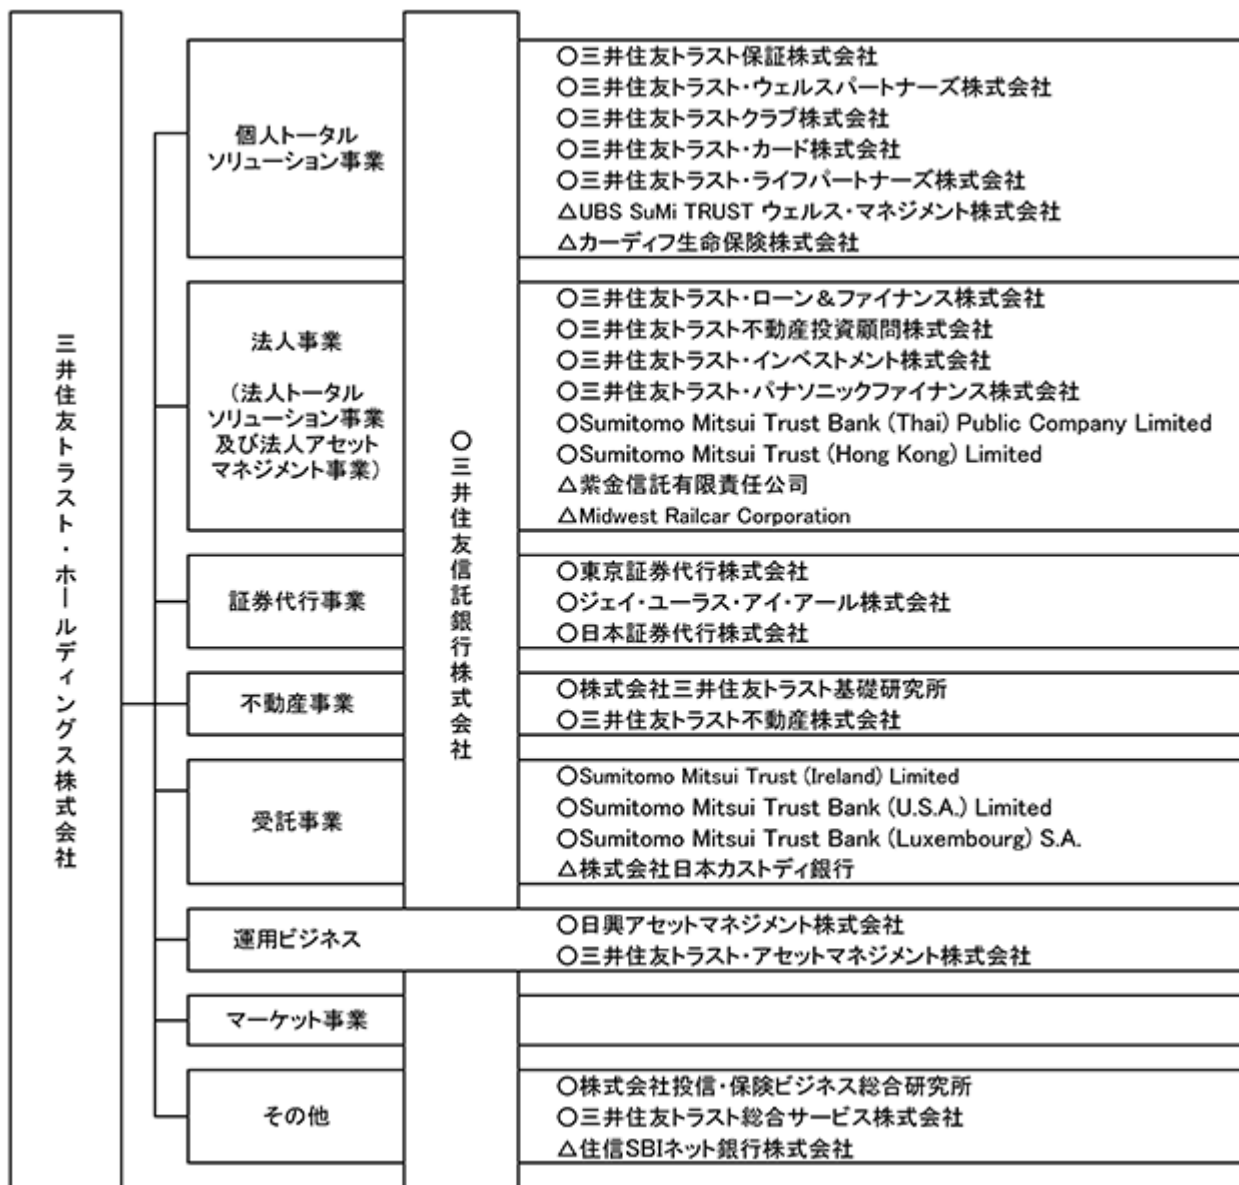 三井住友トラスト・ホールディングス株式会社
個人トータル
ソリューション事業
法人事業
(法人トータル
ソリューション事業
及び法人アセット
マネジメント事業)
証券代行事業
不動産事業
受託事業
運用ビジネス
マーケット事業
その他
○三井住友信託銀行株式会社
○三井住友トラスト保証株式会社
○三井住友トラスト・ウェルスパートナーズ株式会社
○三井住友トラストクラブ株式会社
○三井住友トラスト・カード株式会社
○三井住友トラスト・ライフパートナーズ株式会社
△UBS SuMi TRUST ウェルス・マネジメント株式会社
△カーディフ生命保険株式会社
○三井住友トラスト・ローン&ファイナンス株式会社
○三井住友トラスト不動産投資顧問株式会社
○三井住友トラスト・インベストメント株式会社
○三井住友トラスト・パナソニックファイナンス株式会社
○Sumitomo Mitsui Trust Bank (Thai) Public Company Limited
○Sumitomo Mitsui Trust (Hong Kong) Limited
△紫金信託有限責任公司
△Midwest Railcar Corporation
○東京証券代行株式会社
○ジェイ・ユーラス・アイ・アール株式会社
○日本証券代行株式会社
○株式会社三井住友トラスト基礎研究所
○三井住友トラスト不動産株式会社
○Sumitomo Mitsui Trust (Ireland) Limited
○Sumitomo Mitsui Trust Bank (U.S.A.) Limited
○Sumitomo Mitsui Trust Bank (Luxembourg) S.A.
△株式会社日本カストディ銀行
○日興アセットマネジメント株式会社
○三井住友トラスト・アセットマネジメント株式会社
○株式会社投信・保険ビジネス総合研究所
○三井住友トラスト総合サービス株式会社
△住信SBIネット銀行株式会社